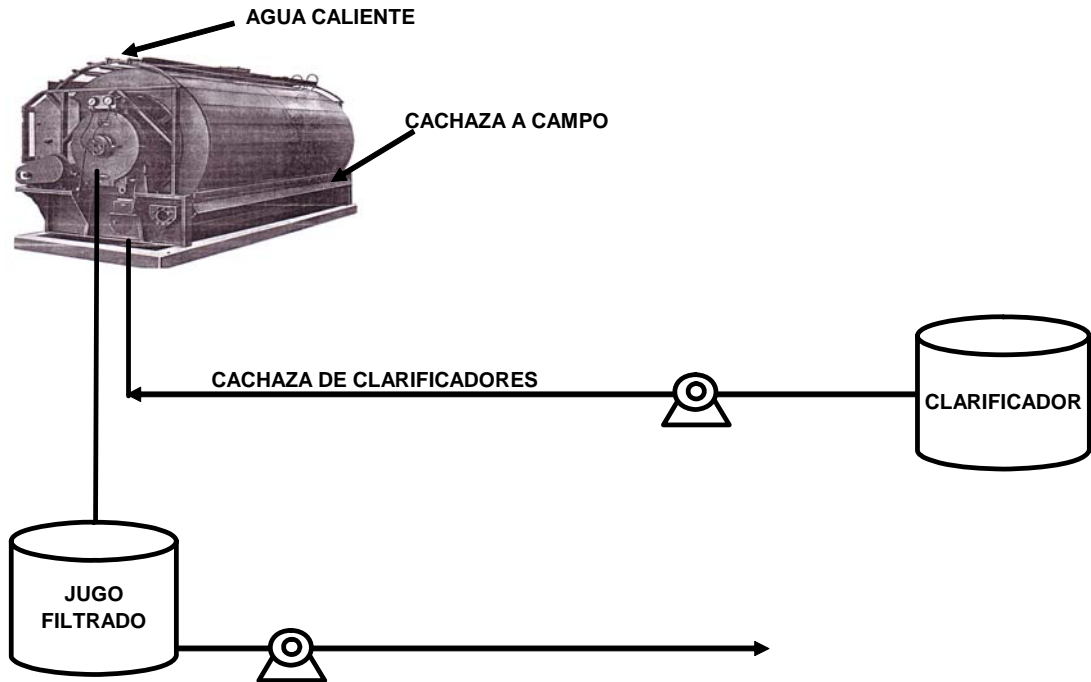 AGUA CALIENTE
CACHAZA A CAMPO
CACHAZA DE CLARIFICADORES
CLARIFICADOR
JUGO
FILTRADO